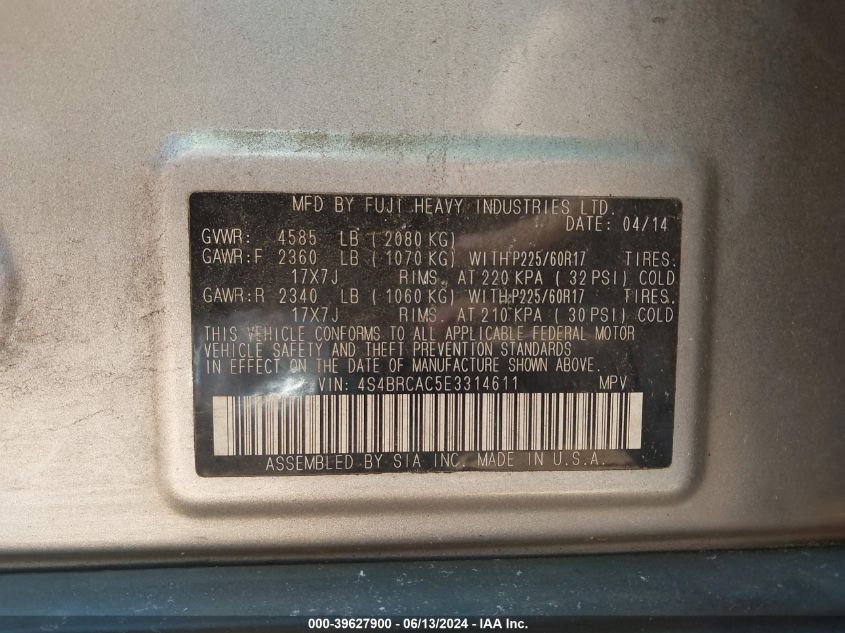 MFD BY FUJI HEAVY INDUSTRIES LTD.
DATE: 04/14
GVWR: 4585 LB ( 2080 KG)
GAWR:F 2360 LB ( 1070 KG) WITH P225/60R17 TIRES.
17X7J RIMS. AT 220 KPA ( 32 PSI) COLD
GAWR:R 2340 LB ( 1060 KG) WITH P225/60R17 TIRES.
17X7J RIMS. AT 210 KPA ( 30 PSI) COLD
THIS VEHICLE CONFORMS TO ALL APPLICABLE FEDERAL MOTOR
VEHICLE SAFETY AND THEFT PREVENTION STANDARDS
IN EFFECT ON THE DATE OF MANUFACTURE SHOWN ABOVE.
VIN: 4S4BRCAC5E3314611 MPV
ASSEMBLED BY SIA INC. MADE IN U.S.A.
000-39627900 - 06/13/2024 - IAA Inc.